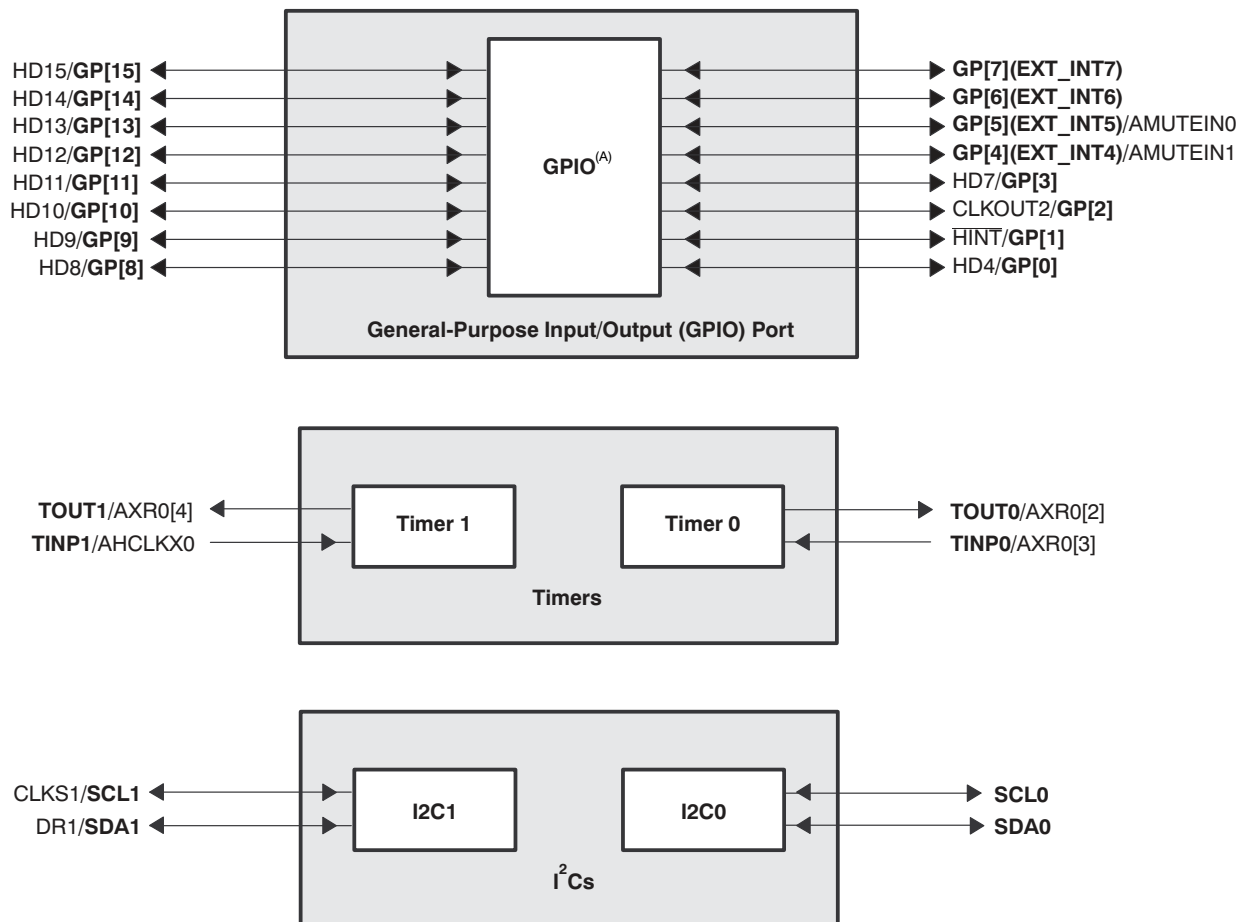 HD15/GP[15]
HD14/GP[14]
HD13/GP[13]
HD12/GP[12]
HD11/GP[11]
HD10/GP[10]
HD9/GP[9]
HD8/GP[8]
GPIO(A)
GP[7](EXT_INT7)
GP[6](EXT_INT6)
GP[5](EXT_INT5)/AMUTEIN0
GP[4](EXT_INT4)/AMUTEIN1
HD7/GP[3]
CLKOUT2/GP[2]
H̅I̅N̅T̅/GP[1]
HD4/GP[0]
General-Purpose Input/Output (GPIO) Port
TOUT1/AXR0[4]
TINP1/AHCLKX0
Timer 1
Timer 0
TOUT0/AXR0[2]
TINP0/AXR0[3]
Timers
CLKS1/SCL1
DR1/SDA1
I2C1
I2C0
SCL0
SDA0
I²Cs